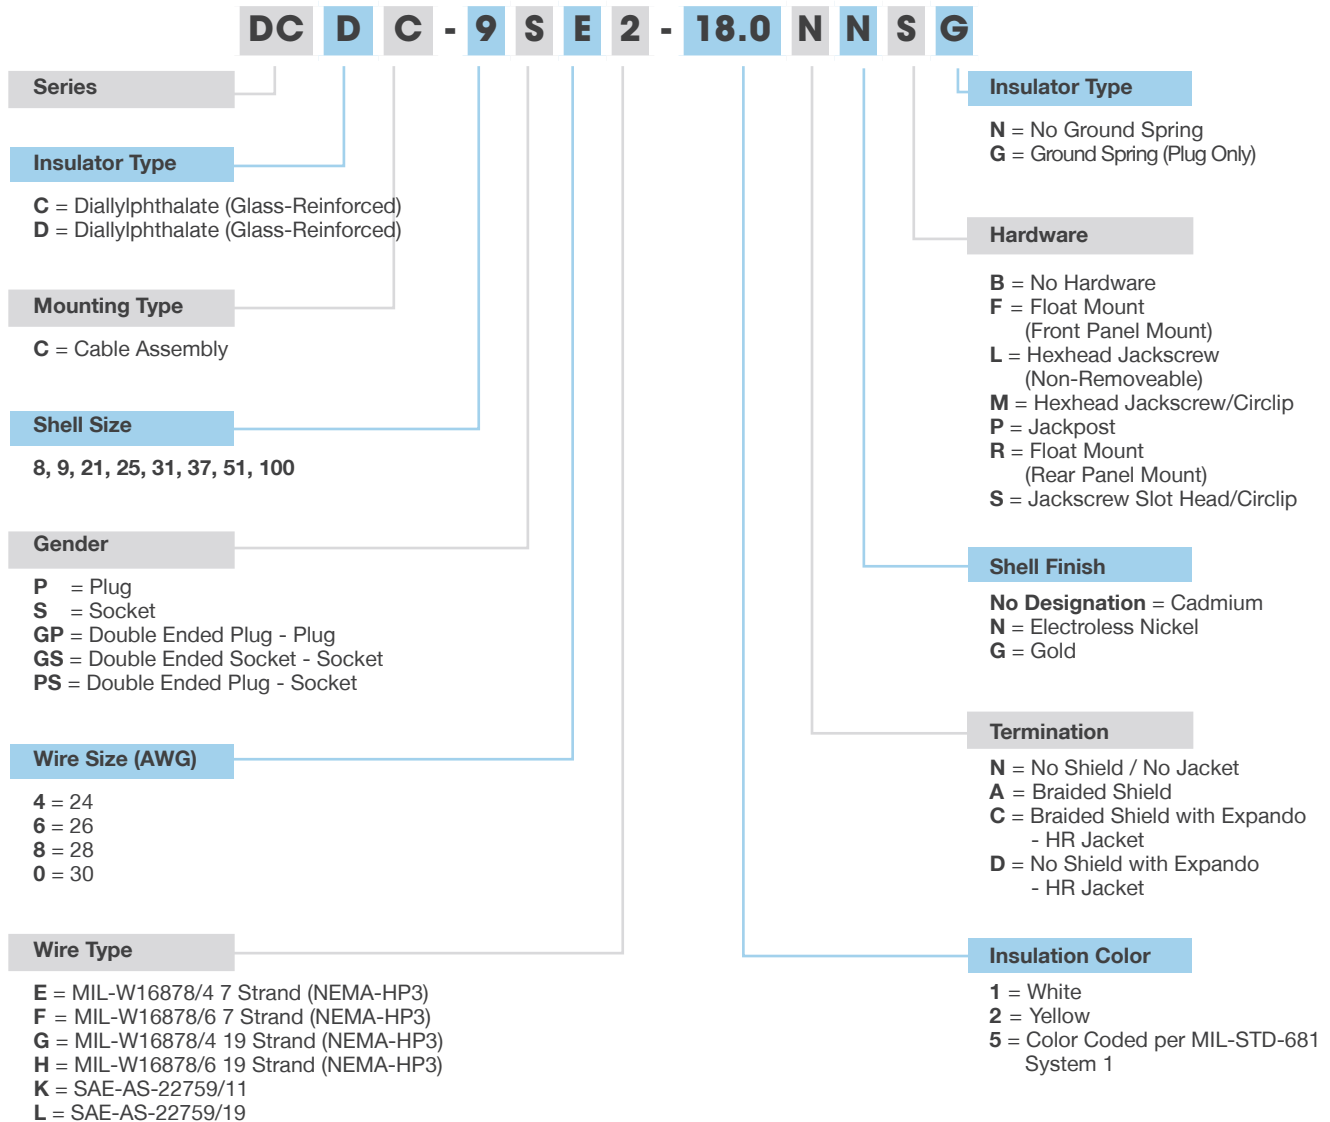 DC D C - 9 S E 2 - 18.0 N N S G
Series
Insulator Type
C = Diallylphthalate (Glass-Reinforced)
D = Diallylphthalate (Glass-Reinforced)
Mounting Type
C = Cable Assembly
Shell Size
8, 9, 21, 25, 31, 37, 51, 100
Gender
P = Plug
S = Socket
GP = Double Ended Plug - Plug
GS = Double Ended Socket - Socket
PS = Double Ended Plug - Socket
Wire Size (AWG)
4 = 24
6 = 26
8 = 28
0 = 30
Wire Type
E = MIL-W16878/4 7 Strand (NEMA-HP3)
F = MIL-W16878/6 7 Strand (NEMA-HP3)
G = MIL-W16878/4 19 Strand (NEMA-HP3)
H = MIL-W16878/6 19 Strand (NEMA-HP3)
K = SAE-AS-22759/11
L = SAE-AS-22759/19
Insulator Type
N = No Ground Spring
G = Ground Spring (Plug Only)
Hardware
B = No Hardware
F = Float Mount
(Front Panel Mount)
L = Hexhead Jackscrew
(Non-Removeable)
M = Hexhead Jackscrew/Circlip
P = Jackpost
R = Float Mount
(Rear Panel Mount)
S = Jackscrew Slot Head/Circlip
Shell Finish
No Designation = Cadmium
N = Electroless Nickel
G = Gold
Termination
N = No Shield / No Jacket
A = Braided Shield
C = Braided Shield with Expando
- HR Jacket
D = No Shield with Expando
- HR Jacket
Insulation Color
1 = White
2 = Yellow
5 = Color Coded per MIL-STD-681
System 1